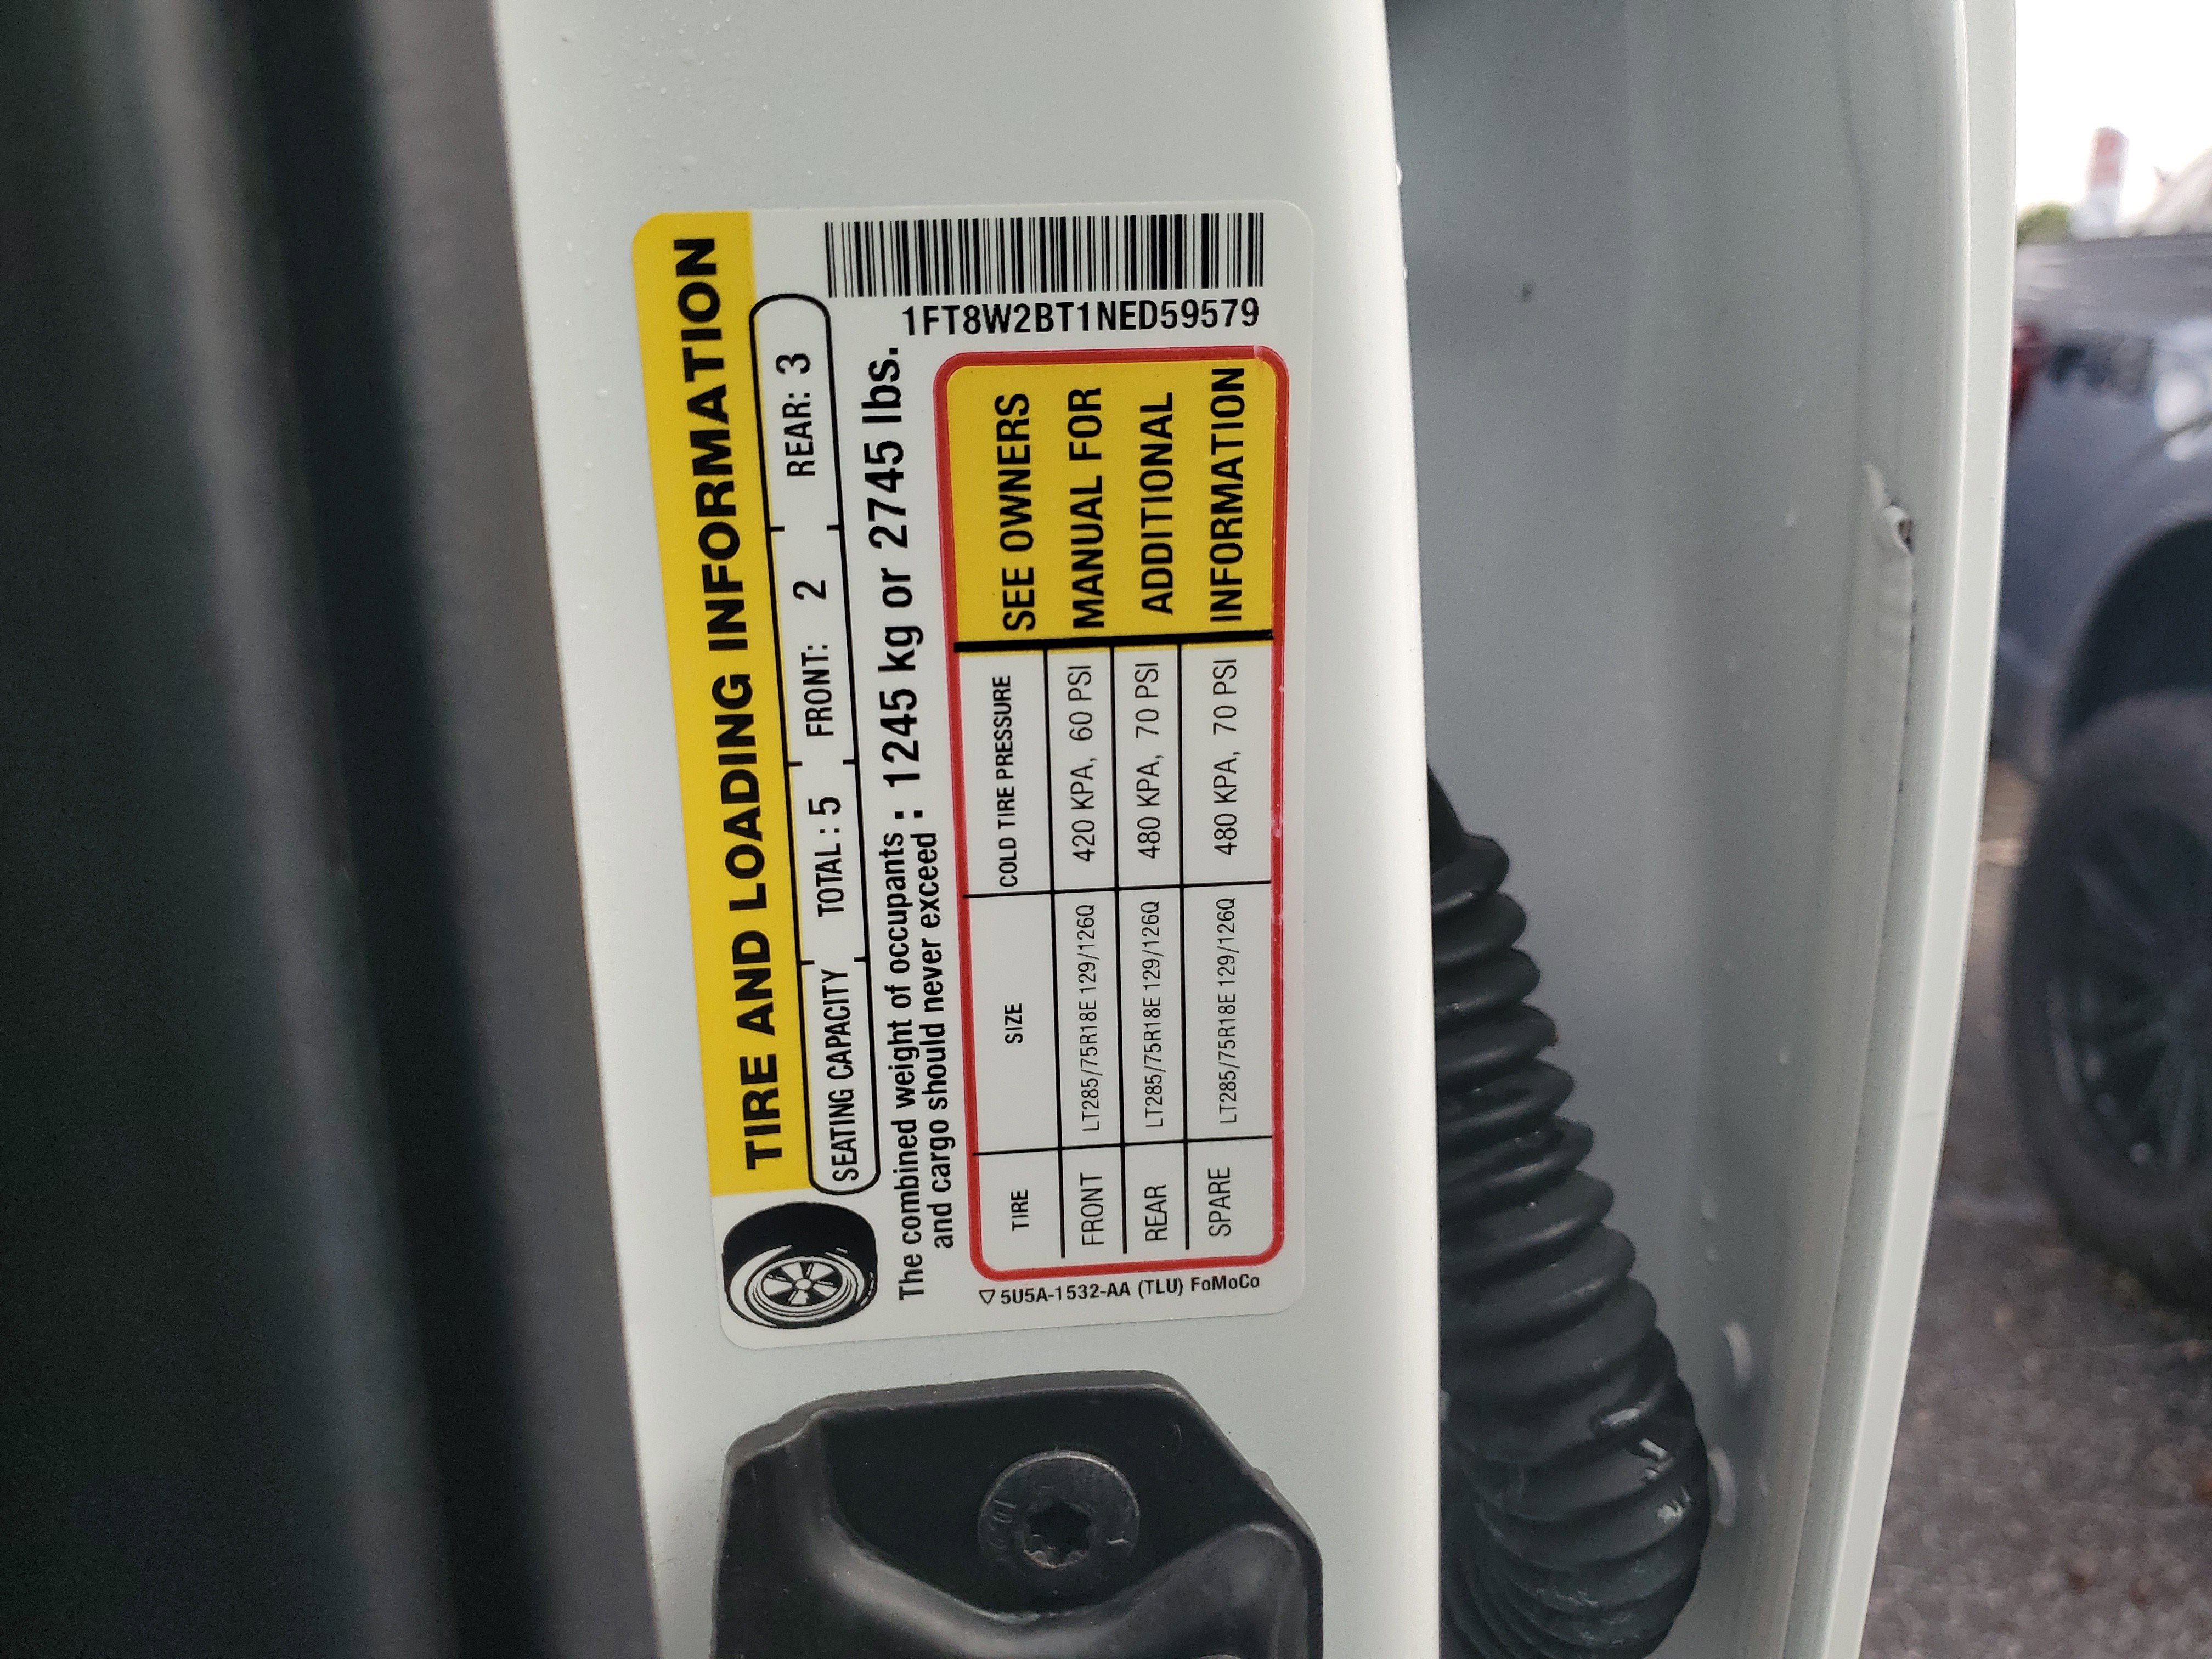 TIRE AND LOADING INFORMATION
SEATING CAPACITY TOTAL : 5 FRONT: 2 REAR: 3
The combined weight of occupants
and cargo should never exceed : 1245 kg or 2745 lbs.
1FT8W2BT1NED59579
TIRE SIZE COLD TIRE PRESSURE
FRONT LT285/75R18E 129/126Q 420 KPA, 60 PSI
REAR LT285/75R18E 129/126Q 480 KPA, 70 PSI
SPARE LT285/75R18E 129/126Q 480 KPA, 70 PSI
SEE OWNERS
MANUAL FOR
ADDITIONAL
INFORMATION
5U5A-1532-AA (TLU) FoMoCo